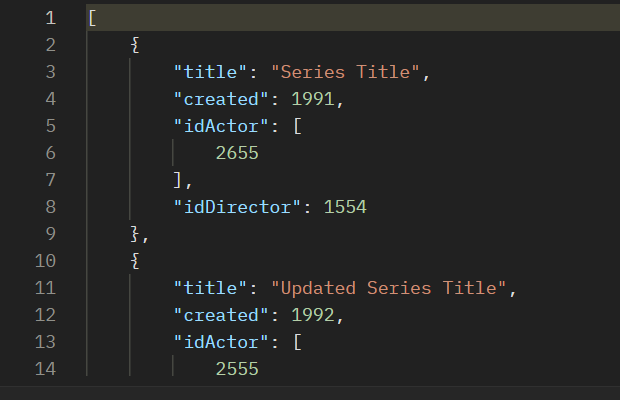 1 [
2     {
3         "title": "Series Title",
4         "created": 1991,
5         "idActor": [
6             2655
7         ],
8         "idDirector": 1554
9     },
10     {
11         "title": "Updated Series Title",
12         "created": 1992,
13         "idActor": [
14             2555